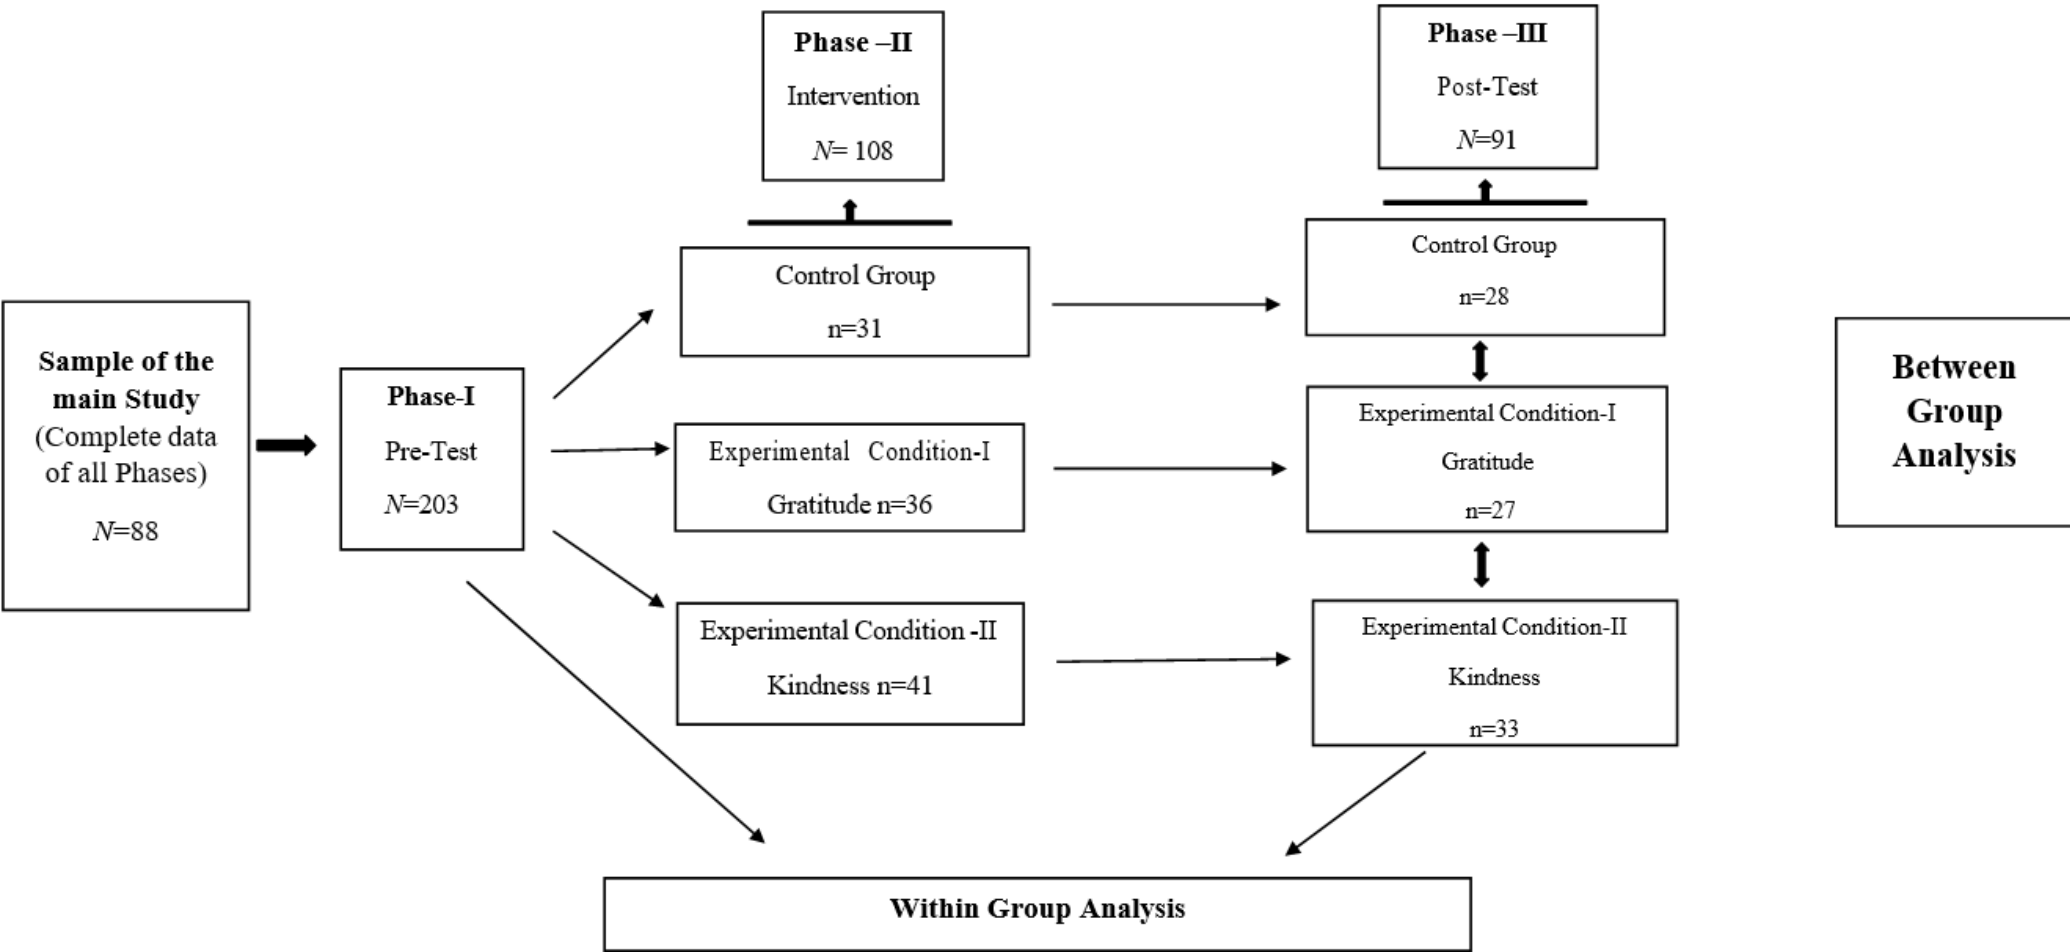 Phase –II
Intervention
N= 108
Phase –III
Post-Test
N=91
Sample of the
main Study
(Complete data
of all Phases)
N=88
Phase-I
Pre-Test
N=203
Control Group
n=31
Experimental Condition-I
Gratitude n=36
Experimental Condition -II
Kindness n=41
Control Group
n=28
Experimental Condition-I
Gratitude
n=27
Experimental Condition-II
Kindness
n=33
Between
Group
Analysis
Within Group Analysis